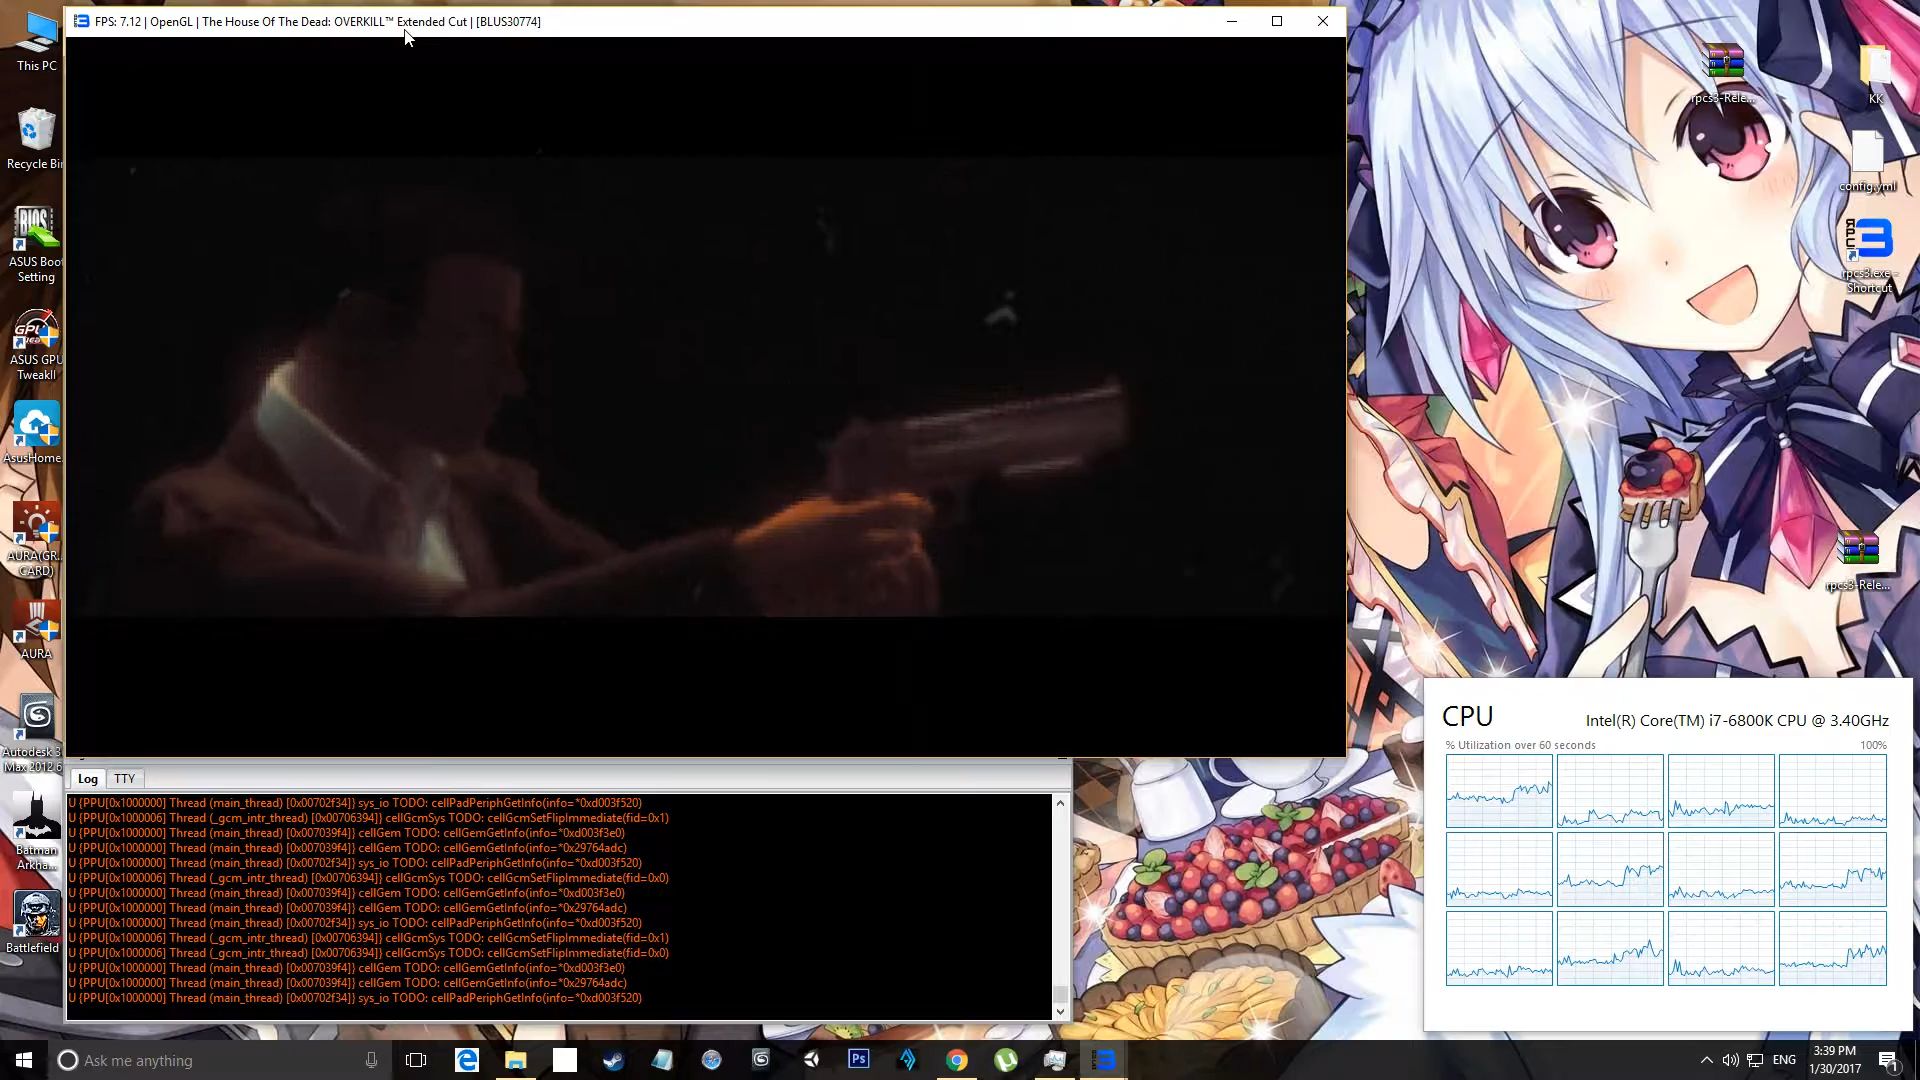 FPS: 7.12 | OpenGL | The House Of The Dead: OVERKILL™ Extended Cut | [BLUS30774]
This PC
Recycle Bin
BIOS
ASUS Boot
Setting
GPU
ASUS GPU
TweakII
AsusHome...
AURA(GR...
CARD)
AURA
Autodesk 3...
Max 2012 6...
Batman
Arkha...
Battlefield
rpcs3-Rele...
KK
config.yml
rpcs3.exe -
Shortcut
rpcs3-Rele...
Log
TTY
U {PPU[0x1000000] Thread (main_thread) [0x00702f34]} sys_io TODO: cellPadPeriphGetInfo(info=*0xd003f520)
U {PPU[0x1000006] Thread (_gcm_intr_thread) [0x00706394]} cellGcmSys TODO: cellGcmSetFlipImmediate(fid=0x1)
U {PPU[0x1000000] Thread (main_thread) [0x007039f4]} cellGem TODO: cellGemGetInfo(info=*0xd003f3e0)
U {PPU[0x1000000] Thread (main_thread) [0x007039f4]} cellGem TODO: cellGemGetInfo(info=*0x29764adc)
U {PPU[0x1000000] Thread (main_thread) [0x00702f34]} sys_io TODO: cellPadPeriphGetInfo(info=*0xd003f520)
U {PPU[0x1000006] Thread (_gcm_intr_thread) [0x00706394]} cellGcmSys TODO: cellGcmSetFlipImmediate(fid=0x0)
U {PPU[0x1000000] Thread (main_thread) [0x007039f4]} cellGem TODO: cellGemGetInfo(info=*0xd003f3e0)
U {PPU[0x1000000] Thread (main_thread) [0x007039f4]} cellGem TODO: cellGemGetInfo(info=*0x29764adc)
U {PPU[0x1000000] Thread (main_thread) [0x00702f34]} sys_io TODO: cellPadPeriphGetInfo(info=*0xd003f520)
U {PPU[0x1000006] Thread (_gcm_intr_thread) [0x00706394]} cellGcmSys TODO: cellGcmSetFlipImmediate(fid=0x1)
U {PPU[0x1000006] Thread (_gcm_intr_thread) [0x00706394]} cellGcmSys TODO: cellGcmSetFlipImmediate(fid=0x0)
U {PPU[0x1000000] Thread (main_thread) [0x007039f4]} cellGem TODO: cellGemGetInfo(info=*0xd003f3e0)
U {PPU[0x1000000] Thread (main_thread) [0x007039f4]} cellGem TODO: cellGemGetInfo(info=*0x29764adc)
U {PPU[0x1000000] Thread (main_thread) [0x00702f34]} sys_io TODO: cellPadPeriphGetInfo(info=*0xd003f520)
CPU
Intel(R) Core(TM) i7-6800K CPU @ 3.40GHz
% Utilization over 60 seconds
100%
Ask me anything
Ps
ENG
3:39 PM
1/30/2017
1